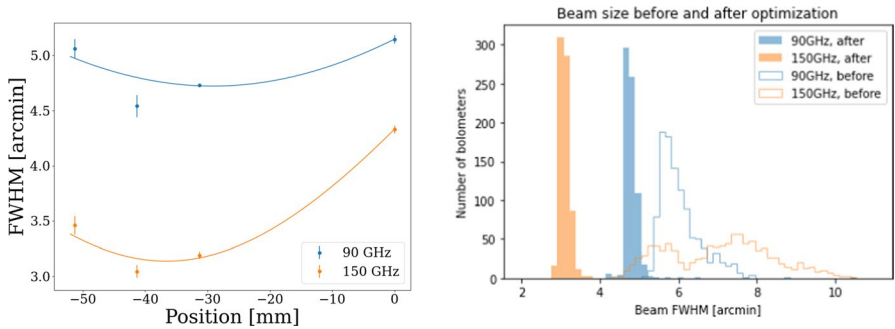 5.0
4.5
4.0
3.5
3.0
FWHM [arcmin]
−50
−40
−30
−20
−10
0
Position [mm]
90 GHz
150 GHz
Beam size before and after optimization
300
250
200
150
100
50
0
Number of bolometers
90GHz, after
150GHz, after
90GHz, before
150GHz, before
2
4
6
8
10
Beam FWHM [arcmin]